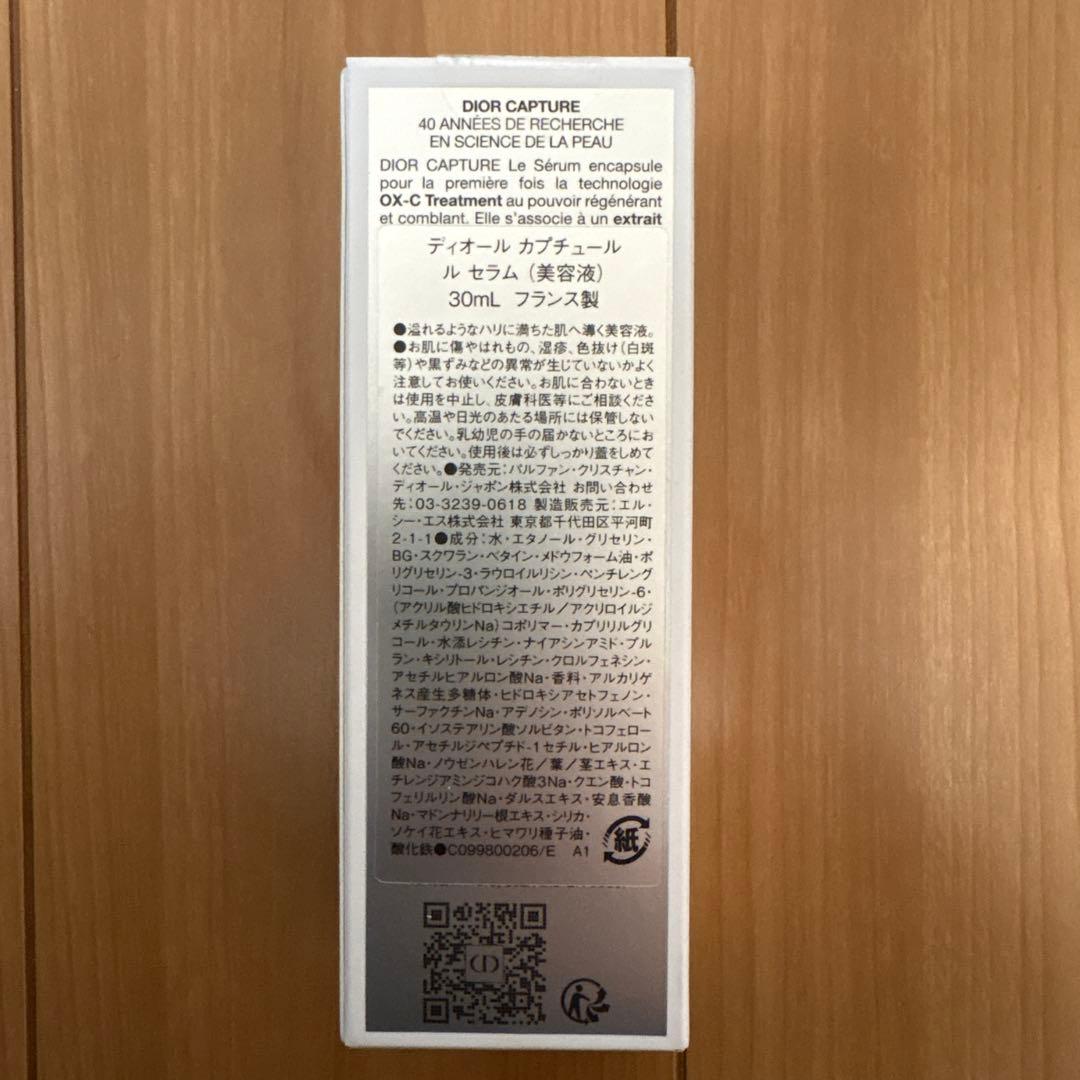 DIOR CAPTURE
40 ANNÉES DE RECHERCHE
EN SCIENCE DE LA PEAU
DIOR CAPTURE Le Sérum encapsule
pour la première fois la technologie
OX-C Treatment au pouvoir régénérant
et comblant. Elle s'associe à un extrait
ディオール カプチュール
ル セラム（美容液）
30mL フランス製
●溢れるようなハリに満ちた肌へ導く美容液。
●お肌に傷やはれもの、湿疹、色抜け（白斑
等）や黒ずみなどの異常が生じていないかよく
注意してお使いください。お肌に合わないとき
は使用を中止し、皮膚科医等にご相談くださ
い。高温や日光のあたる場所には保管しない
でください。乳幼児の手の届かないところにお
いてください。使用後は必ずしっかり蓋をしめて
ください。●発売元：パルファン・クリスチャン・
ディオール・ジャポン株式会社 お問い合わせ
先：03-3239-0618 製造販売元：エル・
シー・エス株式会社 東京都千代田区平河町
2-1-1●成分：水・エタノール・グリセリン・
BG・スクワラン・ベタイン・メドウフォーム油・ポ
リグリセリン-3・ラウロイルリシン・ペンチレング
リコール・プロパンジオール・ポリグリセリン-6・
（アクリル酸ヒドロキシエチル／アクリロイルジ
メチルタウリンNa）コポリマー・カプリリルグリ
コール・水添レシチン・ナイアシンアミド・プル
ラン・キシリトール・レシチン・クロルフェネシン・
アセチルヒアルロン酸Na・香料・アルカリゲ
ネス産生多糖体・ヒドロキシアセトフェノン・
サーファクチンNa・アデノシン・ポリソルベート
60・イソステアリン酸ソルビタン・トコフェロー
ル・アセチルジペプチド-1セチル・ヒアルロン
酸Na・ノウゼンハレン花／葉／茎エキス・エ
チレンジアミンジコハク酸3Na・クエン酸・トコ
フェリルリン酸Na・ダルスエキス・安息香酸
Na・マドンナリリー根エキス・シリカ・
ソケイ花エキス・ヒマワリ種子油・
酸化鉄●C099800206/E A1
紙
CD